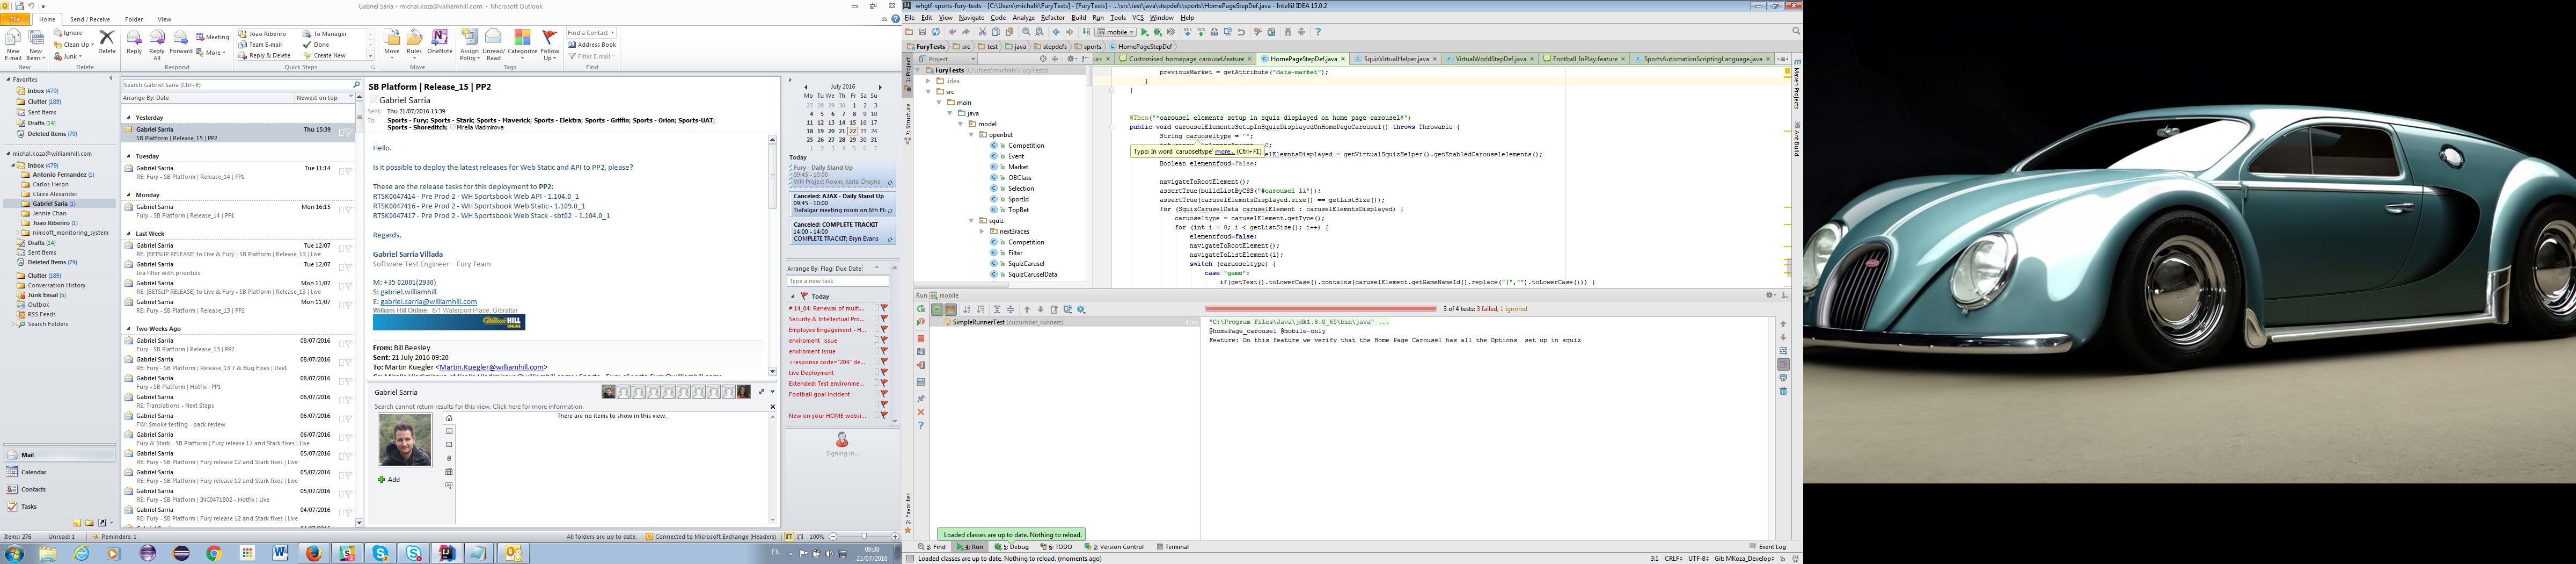 Gabriel Saria - michal.koza@williamhill.com - Microsoft Outlook
File Home Send / Receive Folder View
New E-mail
New Items
Ignore
Clean Up
Junk
Delete
Reply
Reply All
Forward
Meeting
More
Joao Ribeiro
Team E-mail
Reply & Delete
To Manager
Done
Create New
Move
Rules
OneNote
Assign Policy
Unread/ Read
Categorize
Follow Up
Find a Contact
Address Book
Filter E-mail
New Delete Respond Quick Steps Move Tags Find
Favorites
Inbox (479)
Clutter (189)
Sent Items
Drafts [14]
Deleted Items (79)
michal.koza@williamhill.com
Inbox (479)
Antonio Fernandez (1)
Carlos Heron
Claire Alexander
Gabriel Saria (1)
Jennie Chan
Joao Ribeiro (1)
nimsoft_monitoring_system
Drafts [14]
Sent Items
Deleted Items (79)
Clutter (189)
Conversation History
Junk Email [5]
Outbox
RSS Feeds
Search Folders
Mail
Calendar
Contacts
Tasks
Search Gabriel Saria (Ctrl+E)
Arrange By: Date Newest on top
Yesterday
Gabriel Sarria Thu 15:39
SB Platform | Release_15 | PP2
Tuesday
Gabriel Sarria Tue 11:14
RE: Fury - SB Platform | Release_14 | PP1
Monday
Gabriel Sarria Mon 16:15
Fury - SB Platform | Release_14 | PP1
Last Week
Gabriel Sarria Tue 12/07
RE: [BETSLIP RELEASE] to Live & Fury - SB Platform | Release_13 | Live
Gabriel Sarria Tue 12/07
Jira filter with priorities
Gabriel Sarria Mon 11/07
RE: [BETSLIP RELEASE] to Live & Fury - SB Platform | Release_13 | Live
Gabriel Sarria Mon 11/07
Fury - SB Platform | Release_13 | PP2
Two Weeks Ago
Gabriel Sarria 08/07/2016
Fury - SB Platform | Release_13 | PP2
Gabriel Sarria 08/07/2016
RE: Fury - SB Platform | Release_13 7 & Bug Fixes | Dev1
Gabriel Sarria 08/07/2016
Fury - SB Platform | Hotfix | PP1
Gabriel Sarria 06/07/2016
RE: Translations - Next Steps
Gabriel Sarria 06/07/2016
FW: Smoke testing - pack review
Gabriel Sarria 06/07/2016
Fury & Stark - SB Platform | Fury release 12 and Stark fixes | Live
Gabriel Sarria 05/07/2016
RE: Fury - SB Platform | Fury release 12 and Stark fixes | Live
Gabriel Sarria 05/07/2016
RE: Fury - SB Platform | Fury release 12 and Stark fixes | Live
Gabriel Sarria 05/07/2016
Fury - SB Platform | INC0471802 - Hotfix | Live
Gabriel Sarria 04/07/2016
RE: Fury - SB Platform | Fury release 12 and Stark fixes | Live
SB Platform | Release_15 | PP2
Gabriel Sarria
Sent: Thu 21/07/2016 15:39
To: Sports - Fury; Sports - Stark; Sports - Maverick; Sports - Elektra; Sports - Griffin; Sports - Orion; Sports-UAT;
Sports - Shoreditch; Mirella Vladimirova
Hello.
Is it possible to deploy the latest releases for Web Static and API to PP2, please?
These are the release tasks for this deployment to PP2:
RTSK0047414 - Pre Prod 2 - WH Sportsbook Web API - 1.104.0_1
RTSK0047416 - Pre Prod 2 - WH Sportsbook Web Static - 1.109.0_1
RTSK0047417 - Pre Prod 2 - WH Sportsbook Web Stack - sbt02 - 1.104.0_1
Regards,
Gabriel Sarria Villada
Software Test Engineer – Fury Team
M: +35 02001(2930)
S: gabriel.williamhill
E: gabriel.sarria@williamhill.com
William Hill Online, 6/1 Waterport Place, Gibraltar
William HILL ONLINE
From: Bill Beesley
Sent: 21 July 2016 09:20
To: Martin Kuegler <Martin.Kuegler@williamhill.com>
Gabriel Sarria
Search cannot return results for this view. Click here for more information.
There are no items to show in this view.
Add
July 2016
Mo Tu We Th Fr Sa Su
27 28 29 30 1 2 3
4 5 6 7 8 9 10
11 12 13 14 15 16 17
18 19 20 21 22 23 24
25 26 27 28 29 30 31
1 2 3 4 5 6 7
Today
Fury - Daily Stand Up
09:45 - 10:00
WH Project Room; Karla Cheyne
Canceled: AJAX - Daily Stand Up
09:45 - 10:00
Trafalgar meeting room on 6th Fl
Canceled: COMPLETE TRACKIT
14:00 - 14:00
COMPLETE TRACKIT; Bryn Evans
Arrange By: Flag: Due Date
Type a new task
Today
# 14_04: Renewal of multi...
Security & Intellectual Pro...
Employee Engagement - H...
enviroment issue
enviroment issue
<response code="204" de...
Live Deployment
Extended: Test environme...
Football goal incident
New on your HOME websi...
Signing in...
Items: 276 Unread: 1 Reminders: 1 All folders are up to date. Connected to Microsoft Exchange (Headers) 100%
EN 09:38
22/07/2016
whgtf-sports-fury-tests - [C:\Users\michalk\FuryTests] - [FuryTests] - ...\src\test\java\stepdefs\sports\HomePageStepDef.java - IntelliJ IDEA 15.0.2
File Edit View Navigate Code Analyze Refactor Build Run Tools VCS Window Help
mobile
FuryTests src test java stepdefs sports HomePageStepDef
Project
Customised_homepage_carousel.feature HomePageStepDef.java SquizVirtualHelper.java VirtualWorldStepDef.java Football_InPlay.feature SportsAutomationScriptingLanguage.java
1: Project
7: Structure
2: Favorites
Maven Projects
Ant Build
FuryTests (C:\Users\michalk\FuryTests)
.idea
src
main
java
model
openbet
Competition
Event
Market
OBClass
Selection
SportId
TopBet
squiz
next3races
Competition
Filter
SquizCarusel
SquizCaruselData
previousMarket = getAttribute("data-market");
}
}
@Then("^carousel elements setup in squiz displayed on home page carousel$")
public void carouselElementsSetupInSquizDisplayedOnHomePageCarousel() throws Throwable {
String caruoseltype = "";
Typo: In word 'caruoseltype' more... (Ctrl+F1)
elElemntsDisplayed = getVirtualSquizHelper().getEnabledCarouselelements();
Boolean elementfoud=false;
navigateToRootElement();
assertTrue(buildListByCSS("#carousel li"));
assertTrue(caruselElemntsDisplayed.size() == getListSize());
for (SquizCaruselData caruselElement : caruselElemntsDisplayed) {
caruoseltype = caruselElement.getType();
for (int i = 0; i < getListSize(); i++) {
elementfoud=false;
navigateToRootElement();
navigateToListElement(i);
switch (caruoseltype) {
case "game":
if(getText().toLowerCase().contains(caruselElement.getGameNameId().replace("|","").toLowerCase())) {
Run mobile
3 of 4 tests: 3 failed, 1 ignored
SimpleRunnerTest (cucumber_runners)
"C:\Program Files\Java\jdk1.8.0_65\bin\java" ...
@homePage_carousel @mobile-only
Feature: On this feature we verify that the Home Page Carousel has all the Options set up in squiz
Loaded classes are up to date. Nothing to reload.
3: Find 4: Run 5: Debug 6: TODO 9: Version Control Terminal Event Log
Loaded classes are up to date. Nothing to reload. (moments ago) 3:1 CRLF UTF-8 Git: MKoza_Develop